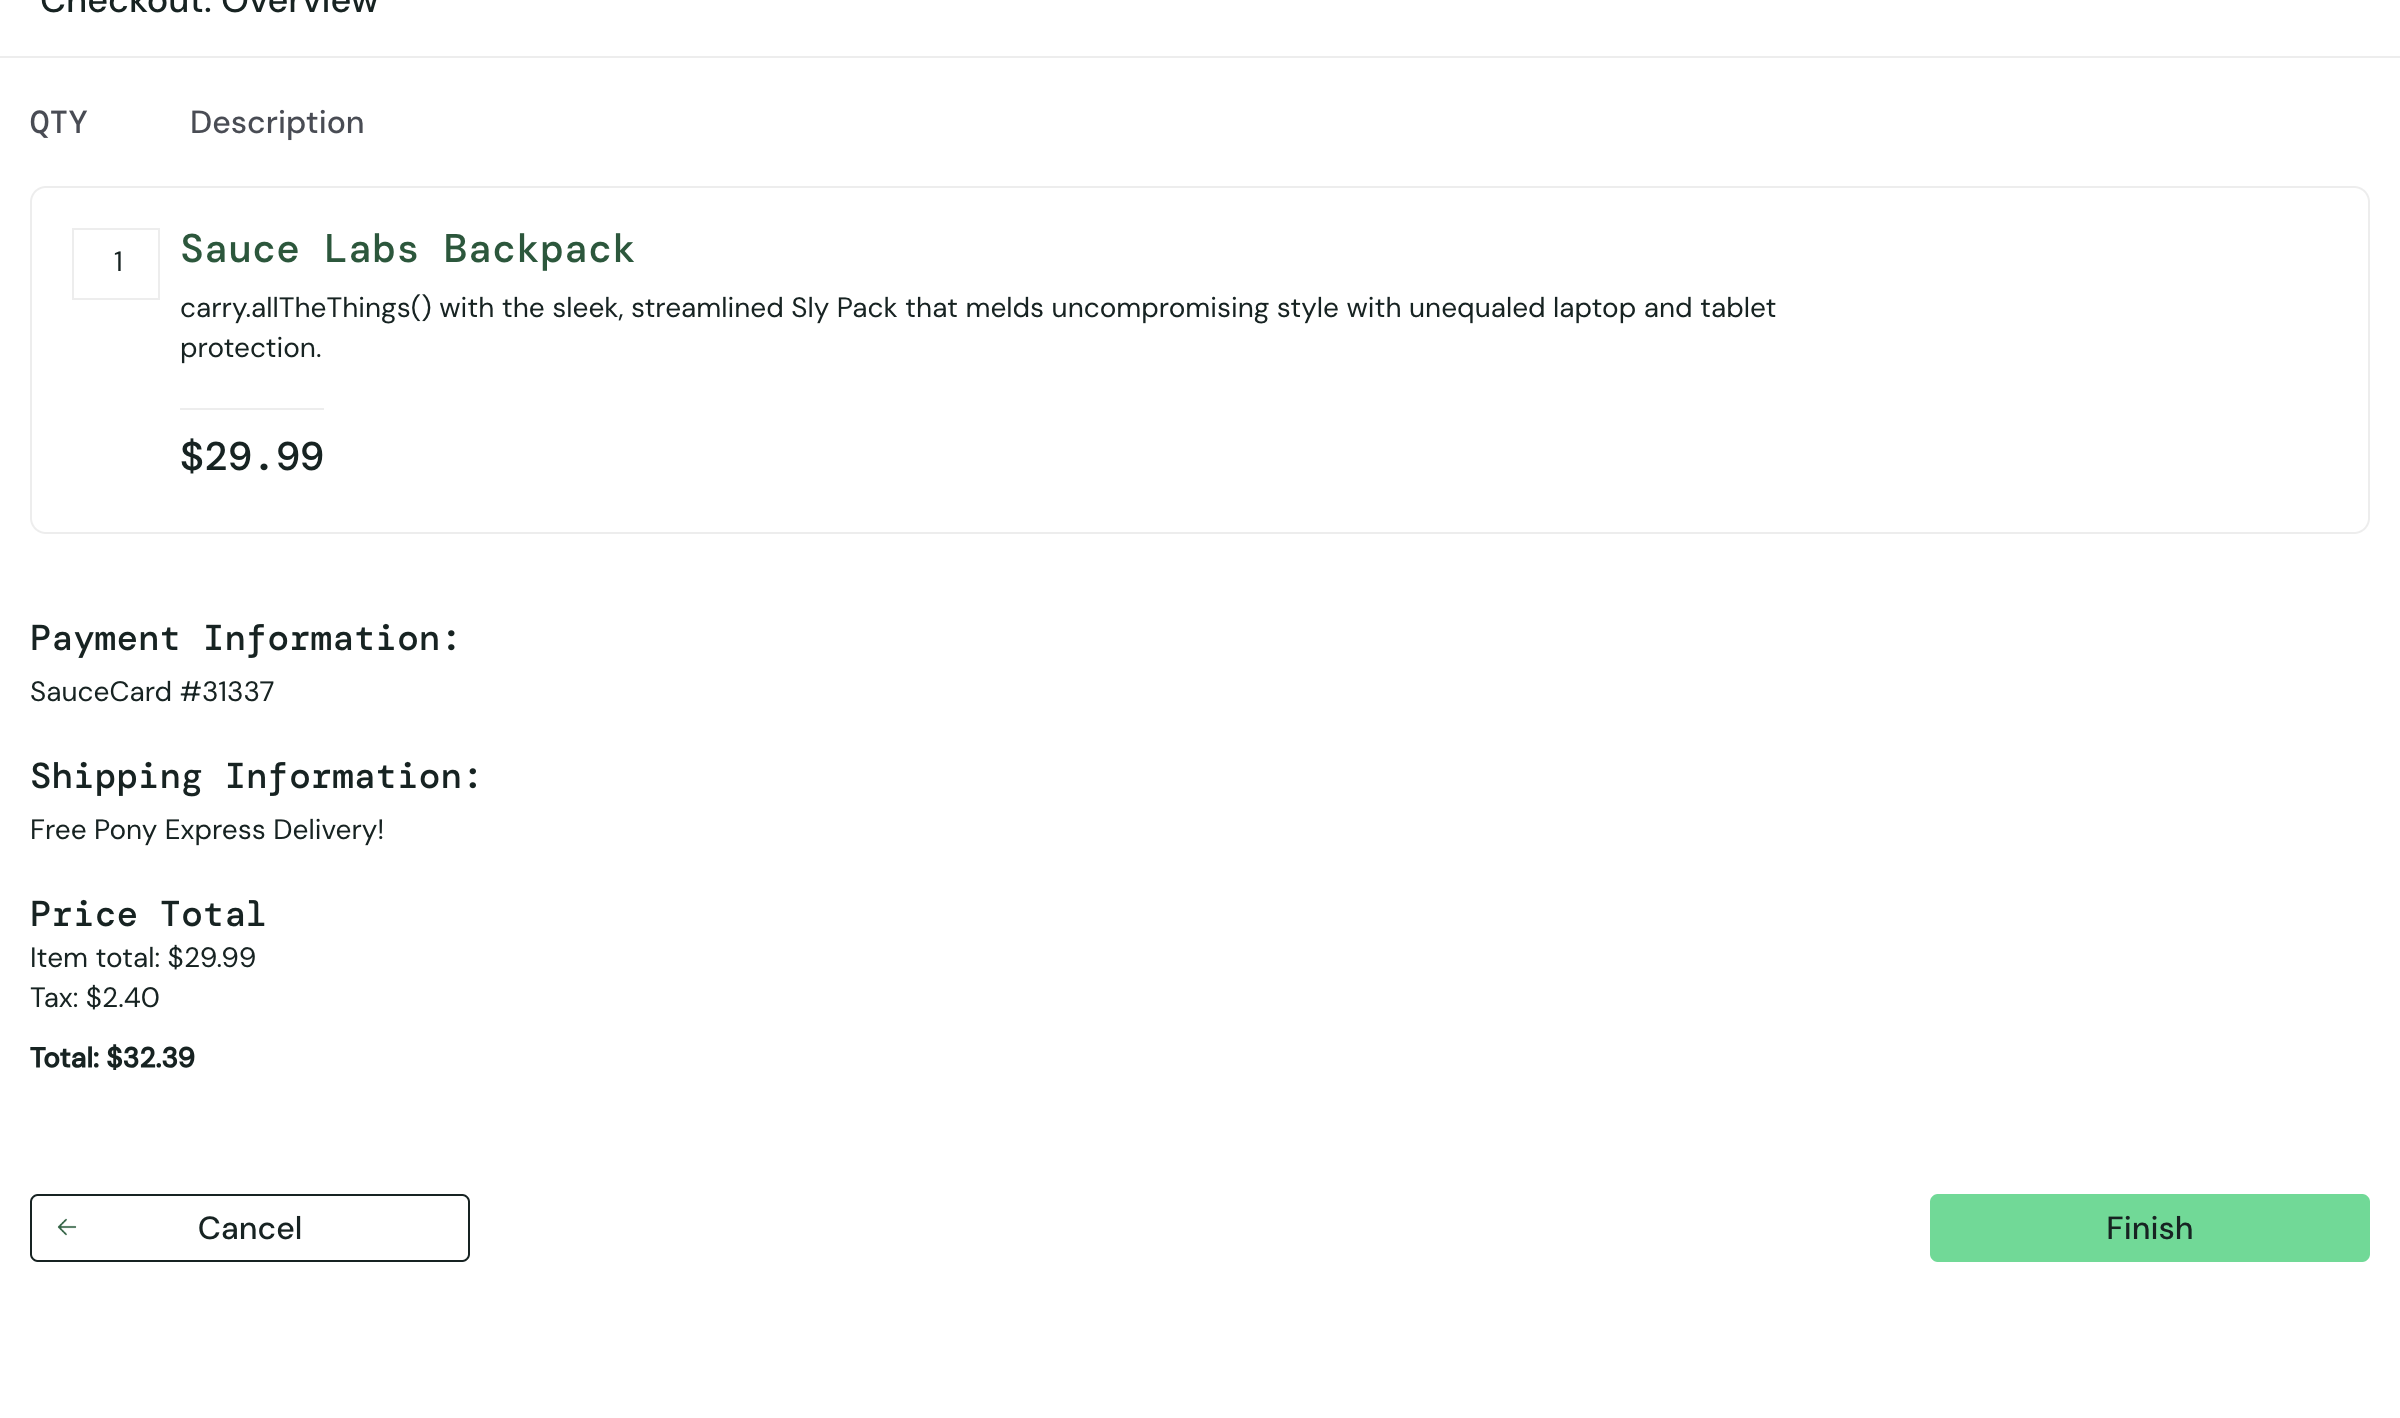 Checkout: Overview
QTY Description
1
Sauce Labs Backpack
carry.allTheThings() with the sleek, streamlined Sly Pack that melds uncompromising style with unequaled laptop and tablet
protection.
$29.99
Payment Information:
SauceCard #31337
Shipping Information:
Free Pony Express Delivery!
Price Total
Item total: $29.99
Tax: $2.40
Total: $32.39
Cancel
Finish